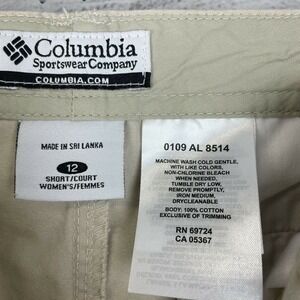 Columbia
Sportswear Company
COLUMBIA.COM
MADE IN SRI LANKA
12
SHORT/COURT
WOMEN'S/FEMMES
0109 AL 8514
MACHINE WASH COLD GENTLE,
WITH LIKE COLORS,
NON-CHLORINE BLEACH
WHEN NEEDED,
TUMBLE DRY LOW,
REMOVE PROMPTLY,
IRON MEDIUM,
DRYCLEANABLE
BODY: 100% COTTON
EXCLUSIVE OF TRIMMING
RN 69724
CA 05367